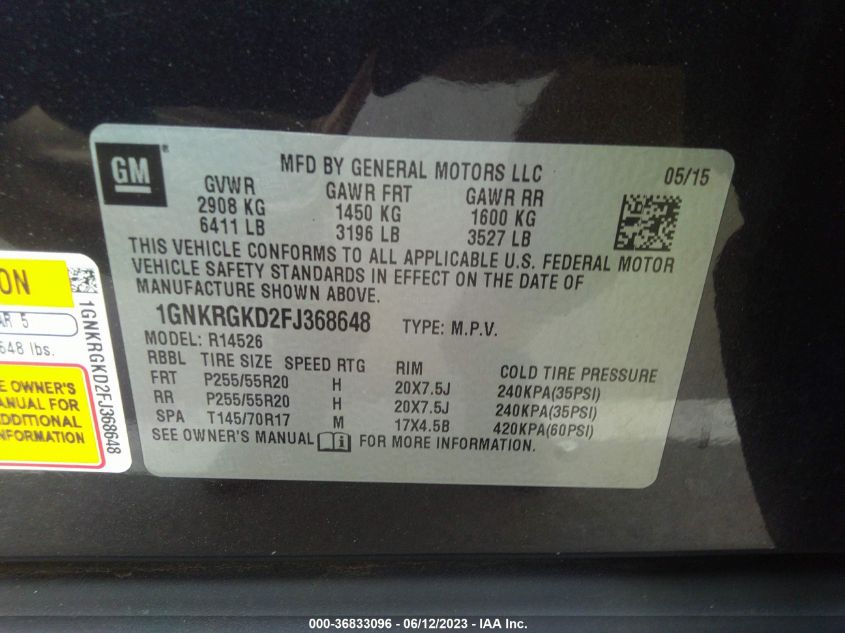 GM
MFD BY GENERAL MOTORS LLC 05/15
GVWR GAWR FRT GAWR RR
2908 KG 1450 KG 1600 KG
6411 LB 3196 LB 3527 LB
THIS VEHICLE CONFORMS TO ALL APPLICABLE U.S. FEDERAL MOTOR
VEHICLE SAFETY STANDARDS IN EFFECT ON THE DATE OF
MANUFACTURE SHOWN ABOVE.
1GNKRGKD2FJ368648 TYPE: M.P.V.
MODEL: R14526
RBBL TIRE SIZE SPEED RTG RIM COLD TIRE PRESSURE
FRT P255/55R20 H 20X7.5J 240KPA(35PSI)
RR P255/55R20 H 20X7.5J 240KPA(35PSI)
SPA T145/70R17 M 17X4.5B 420KPA(60PSI)
SEE OWNER'S MANUAL FOR MORE INFORMATION.
ON
AR 5
648 lbs.
E OWNER'S
ANUAL FOR
DDITIONAL
FORMATION
1GNKRGKD2FJ368648
000-36833096 - 06/12/2023 - IAA Inc.